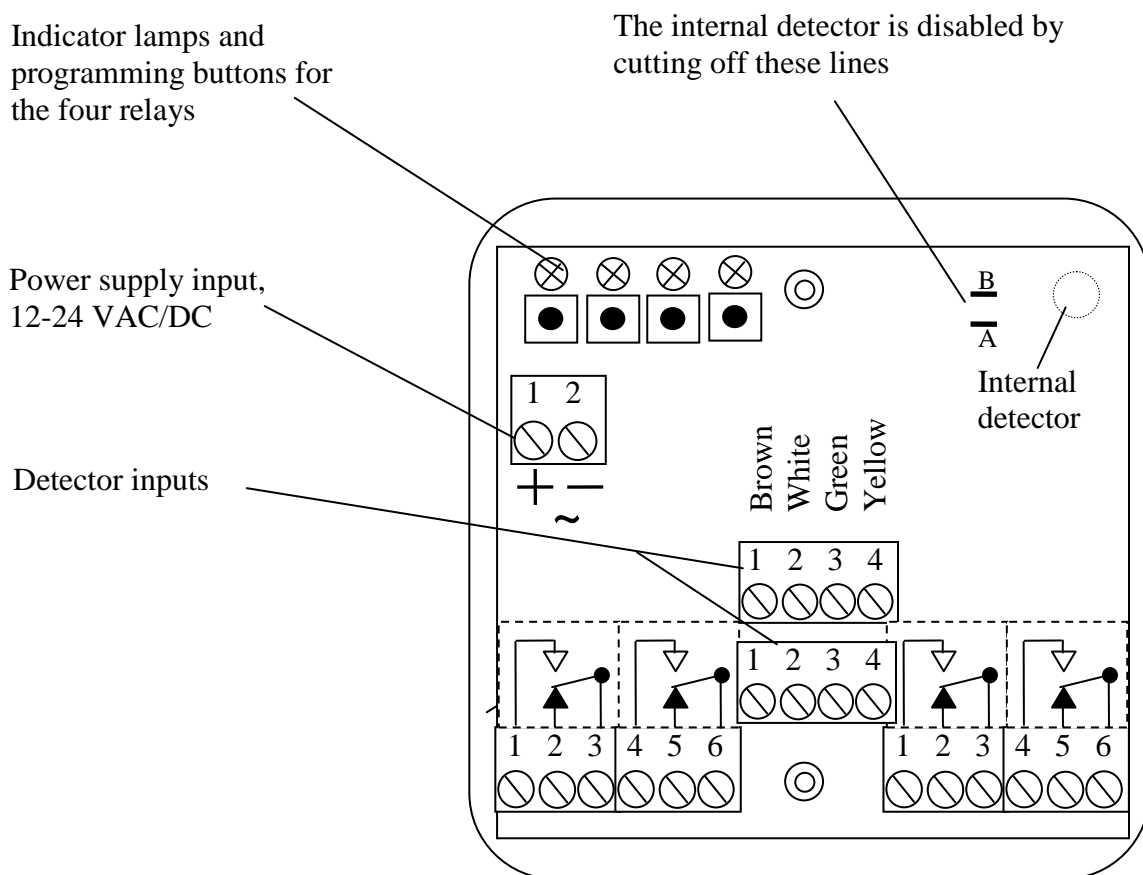 Indicator lamps and
programming buttons for
the four relays
The internal detector is disabled by
cutting off these lines
Power supply input,
12-24 VAC/DC
B
A
Internal
detector
1 2
+ −
~
Detector inputs
Brown
White
Green
Yellow
1 2 3 4
1 2 3 4
1 2 3 4 5 6
1 2 3 4 5 6